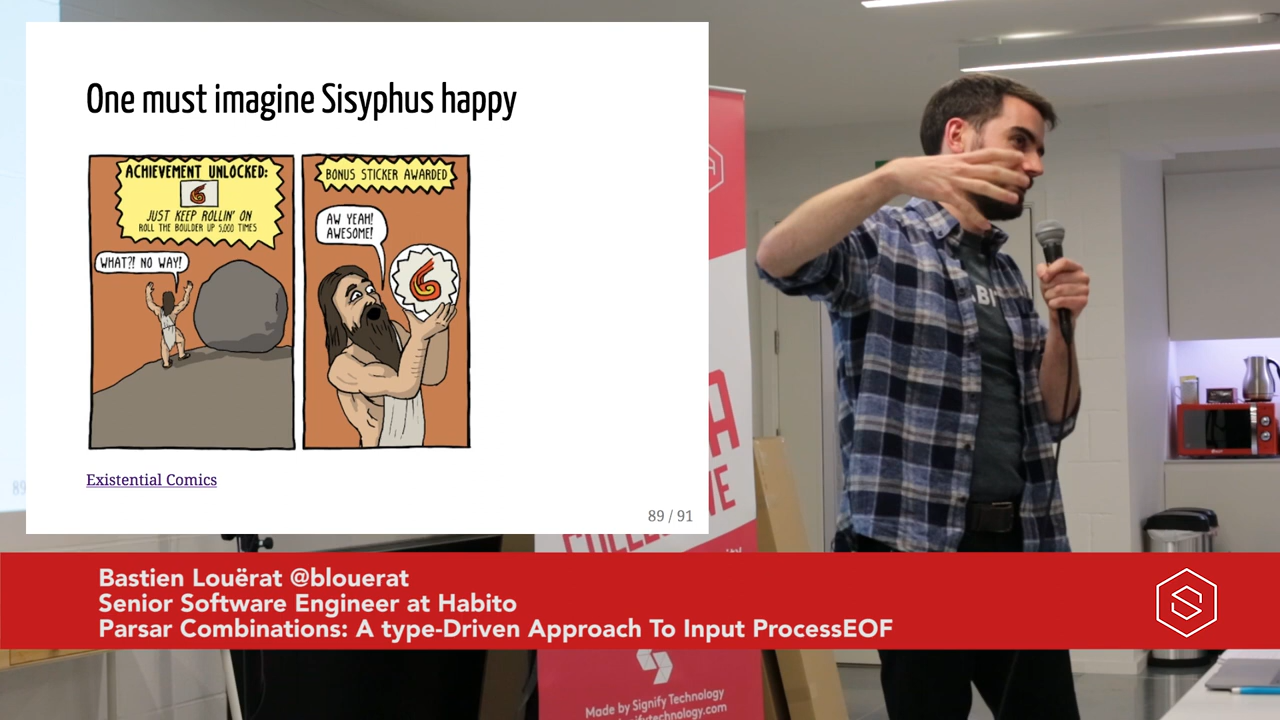 One must imagine Sisyphus happy
ACHIEVEMENT UNLOCKED:
JUST KEEP ROLLIN' ON
ROLL THE BOULDER UP 5,000 TIMES
WHAT?! NO WAY!
BONUS STICKER AWARDED
AW YEAH!
AWESOME!
Existential Comics
89 / 91
Bastien Louërat @blouerat
Senior Software Engineer at Habito
Parsar Combinations: A type-Driven Approach To Input ProcessEOF
Made by Signify Technology